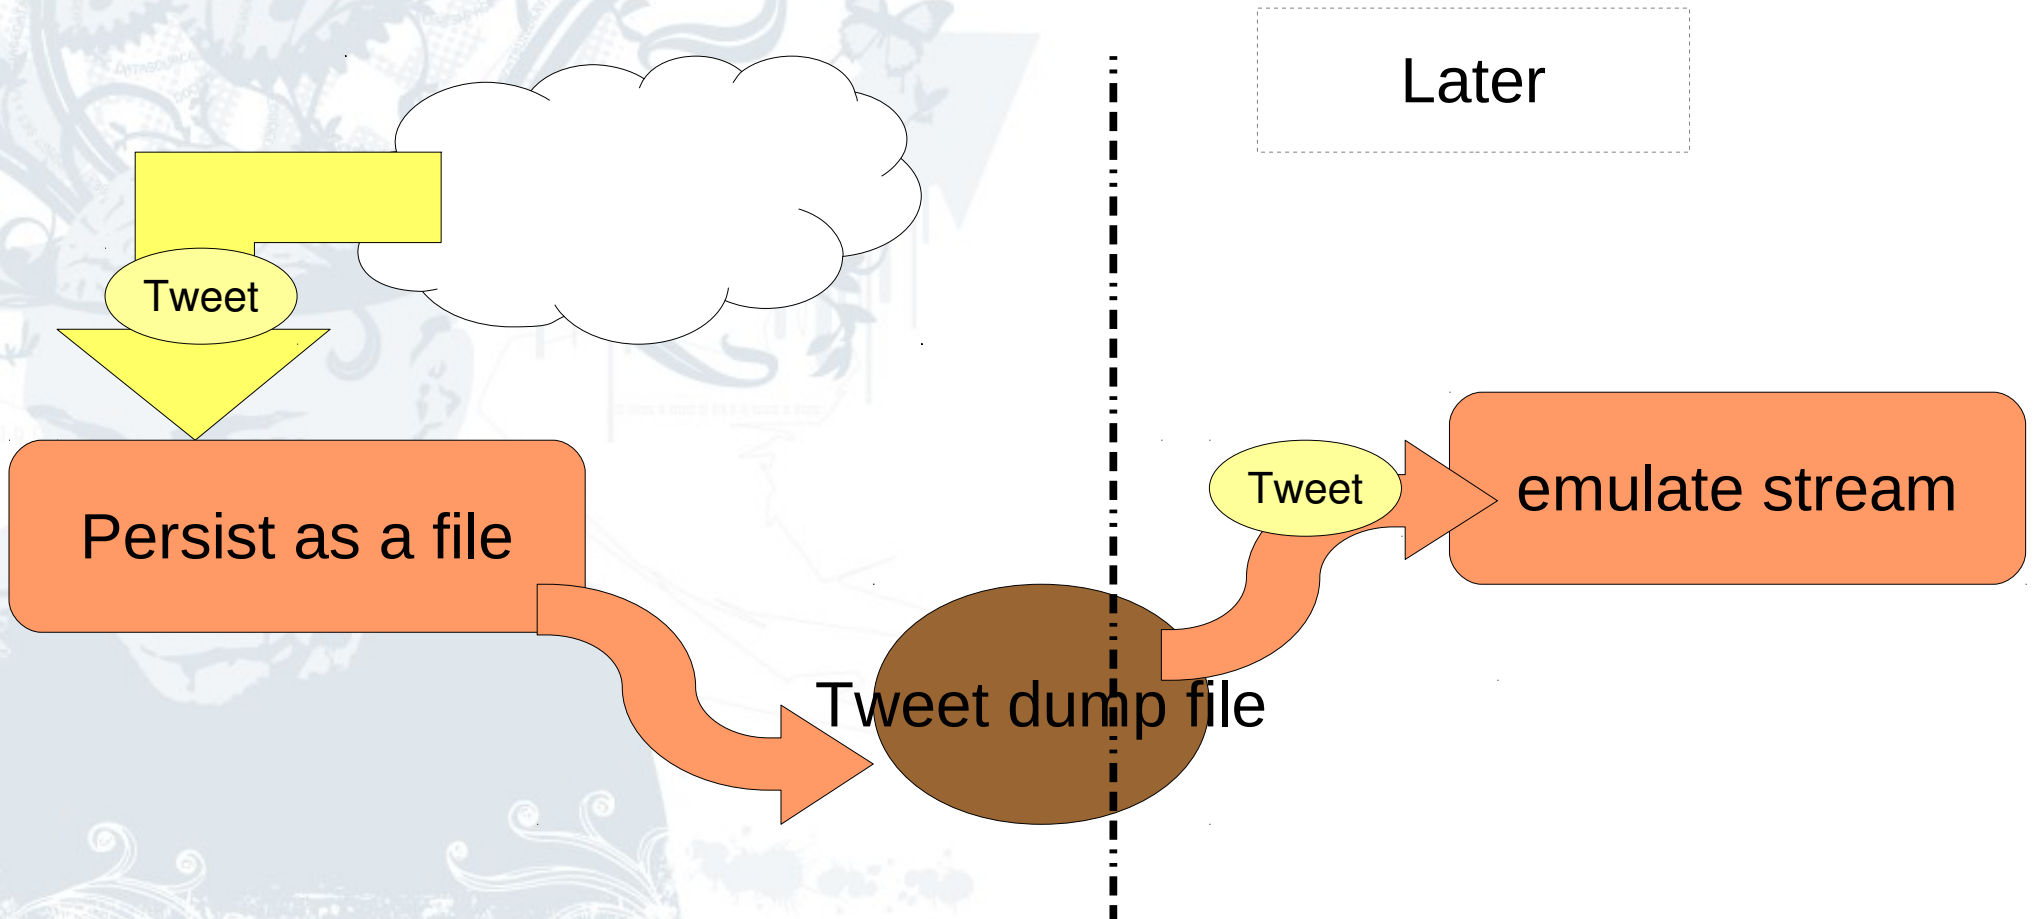 Later
Tweet
Persist as a file
Tweet
emulate stream
Tweet dump file